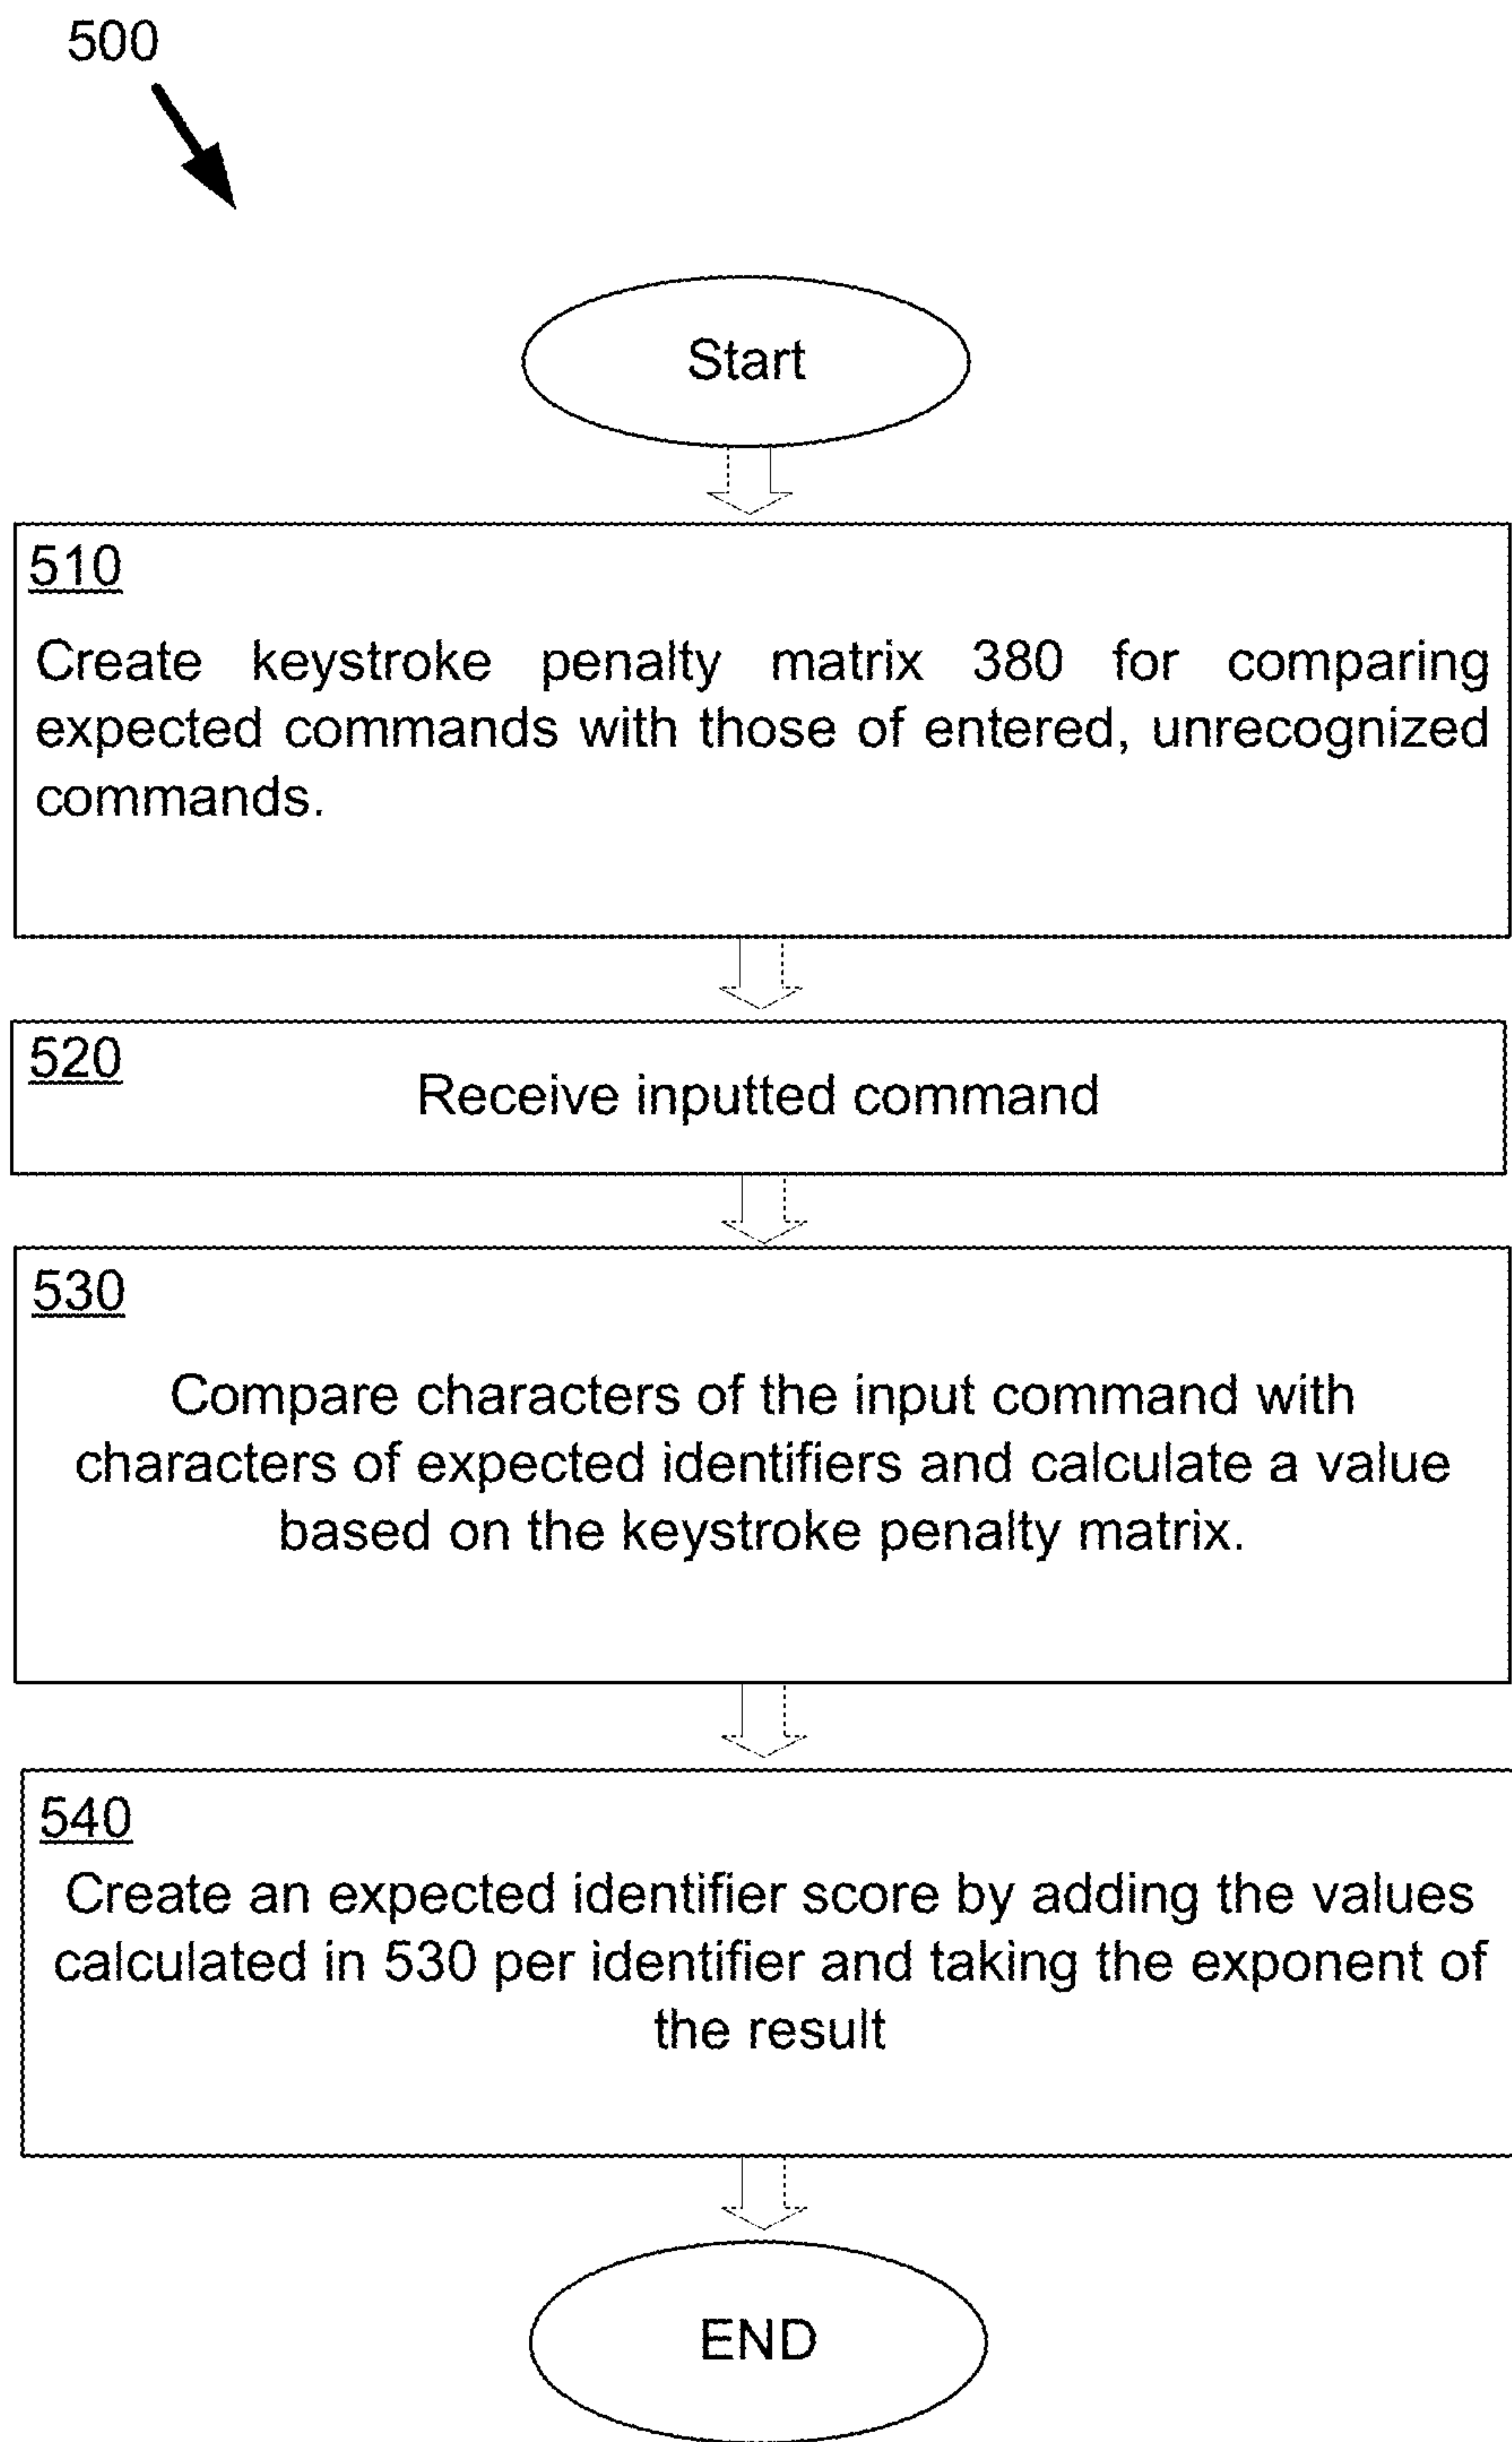 500
Start
510
Create keystroke penalty matrix 380 for comparing
expected commands with those of entered, unrecognized
commands.
520
Receive inputted command
530
Compare characters of the input command with
characters of expected identifiers and calculate a value
based on the keystroke penalty matrix.
540
Create an expected identifier score by adding the values
calculated in 530 per identifier and taking the exponent of
the result
END